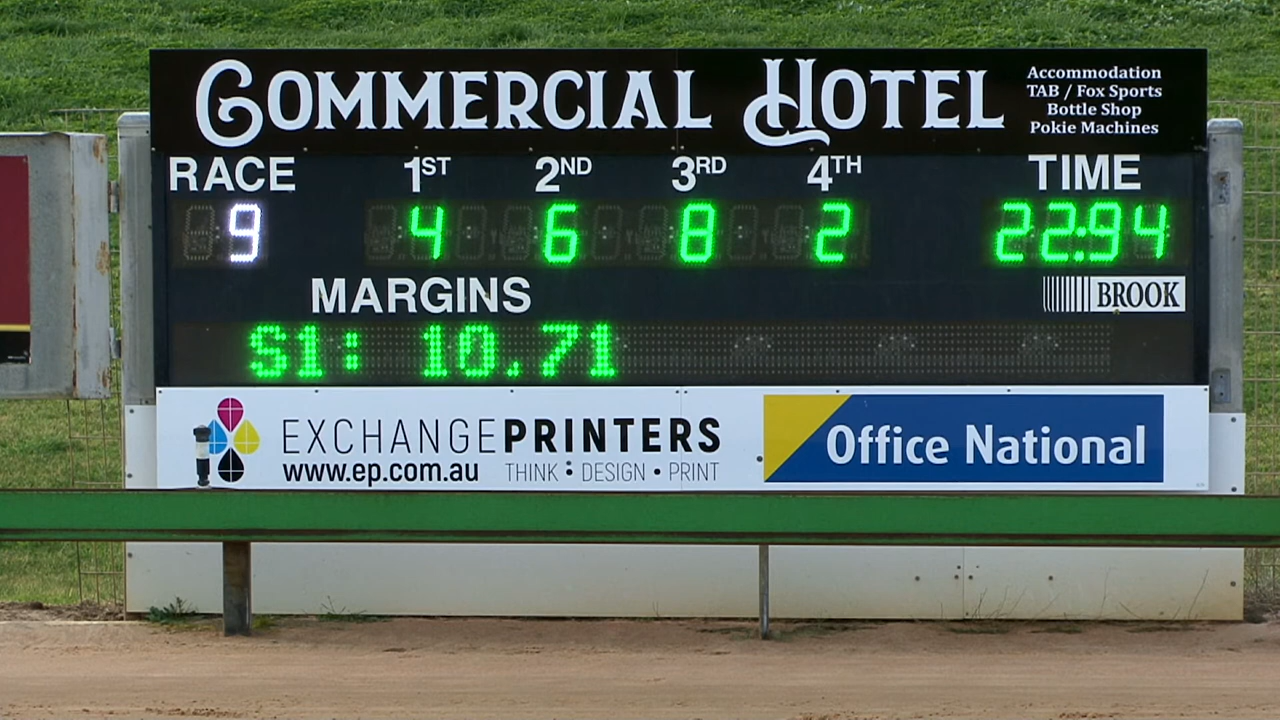 COMMERCIAL HOTEL
Accommodation
TAB / Fox Sports
Bottle Shop
Pokie Machines
RACE 1ST 2ND 3RD 4TH TIME
9 4 6 8 2 22:94
MARGINS
BROOK
S1: 10.71
EXCHANGEPRINTERS
www.ep.com.au THINK • DESIGN • PRINT
Office National